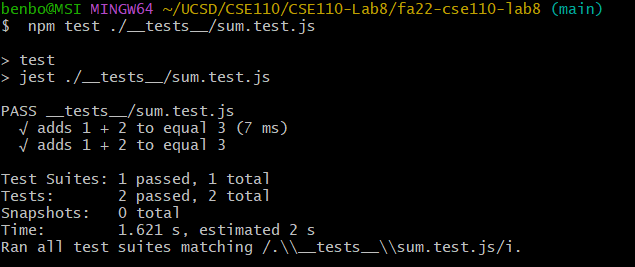 benbo@MSI MINGW64 ~/UCSD/CSE110/CSE110-Lab8/fa22-cse110-lab8 (main)
$ npm test ./__tests__/sum.test.js
> test
> jest ./__tests__/sum.test.js
PASS __tests__/sum.test.js
√ adds 1 + 2 to equal 3 (7 ms)
√ adds 1 + 2 to equal 3
Test Suites: 1 passed, 1 total
Tests: 2 passed, 2 total
Snapshots: 0 total
Time: 1.621 s, estimated 2 s
Ran all test suites matching /.\\__tests__\\sum.test.js/i.